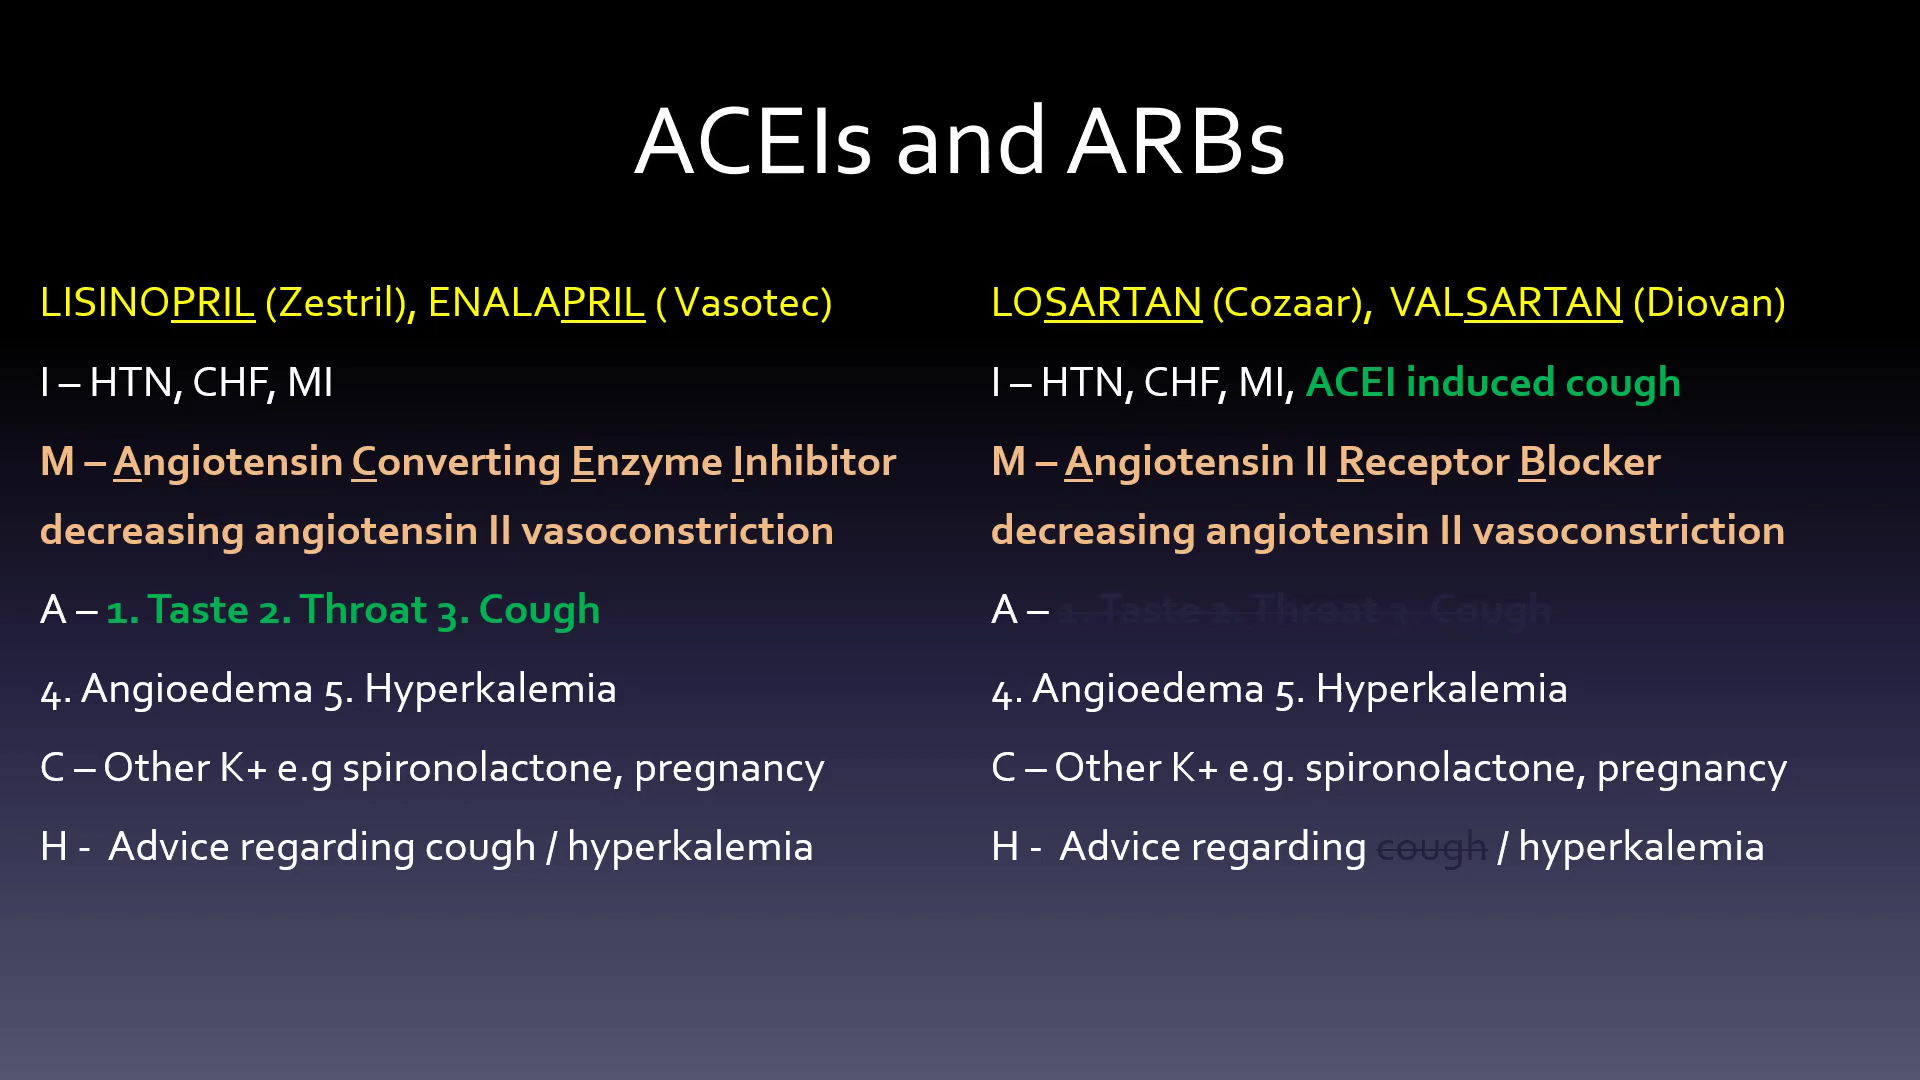 ACEIs and ARBs
LISINOPRIL (Zestril), ENALAPRIL ( Vasotec)
I – HTN, CHF, MI
M – Angiotensin Converting Enzyme Inhibitor
decreasing angiotensin II vasoconstriction
A – 1. Taste 2. Throat 3. Cough
4. Angioedema 5. Hyperkalemia
C – Other K+ e.g spironolactone, pregnancy
H - Advice regarding cough / hyperkalemia
LOSARTAN (Cozaar), VALSARTAN (Diovan)
I – HTN, CHF, MI, ACEI induced cough
M – Angiotensin II Receptor Blocker
decreasing angiotensin II vasoconstriction
A – 1. Taste 2. Throat 3. Cough
4. Angioedema 5. Hyperkalemia
C – Other K+ e.g. spironolactone, pregnancy
H - Advice regarding cough / hyperkalemia